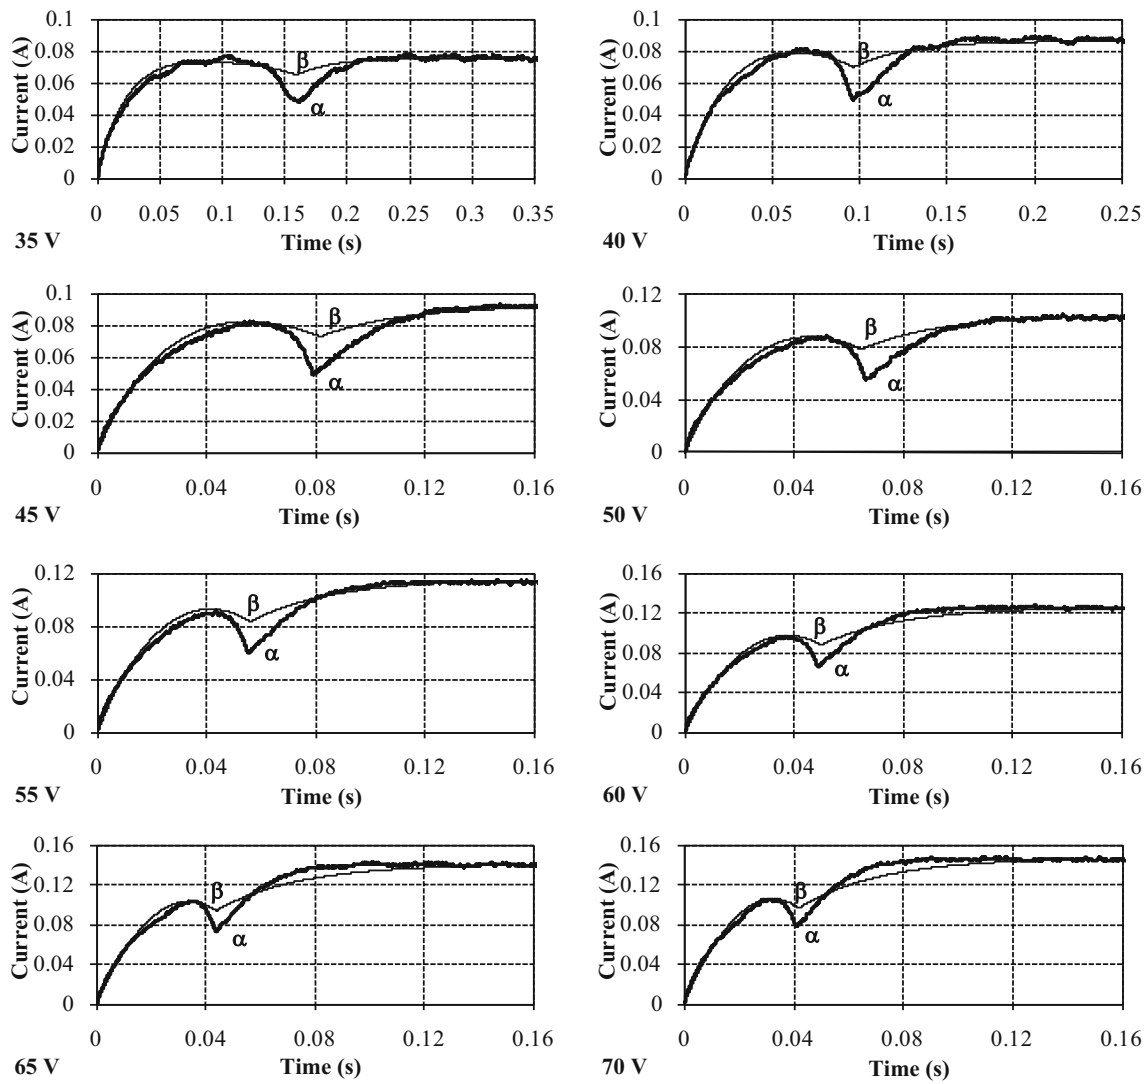 0.1
0.08
0.06
0.04
0.02
0
Current (A)
β
α
0 0.05 0.1 0.15 0.2 0.25 0.3 0.35
35 V
Time (s)
0.1
0.08
0.06
0.04
0.02
0
Current (A)
β
α
0 0.05 0.1 0.15 0.2 0.25
40 V
Time (s)
0.1
0.08
0.06
0.04
0.02
0
Current (A)
β
α
0 0.04 0.08 0.12 0.16
45 V
Time (s)
0.12
0.08
0.04
0
Current (A)
β
α
0 0.04 0.08 0.12 0.16
50 V
Time (s)
0.12
0.08
0.04
0
Current (A)
β
α
0 0.04 0.08 0.12 0.16
55 V
Time (s)
0.16
0.12
0.08
0.04
0
Current (A)
β
α
0 0.04 0.08 0.12 0.16
60 V
Time (s)
0.16
0.12
0.08
0.04
0
Current (A)
β
α
0 0.04 0.08 0.12 0.16
65 V
Time (s)
0.16
0.12
0.08
0.04
0
Current (A)
β
α
0 0.04 0.08 0.12 0.16
70 V
Time (s)